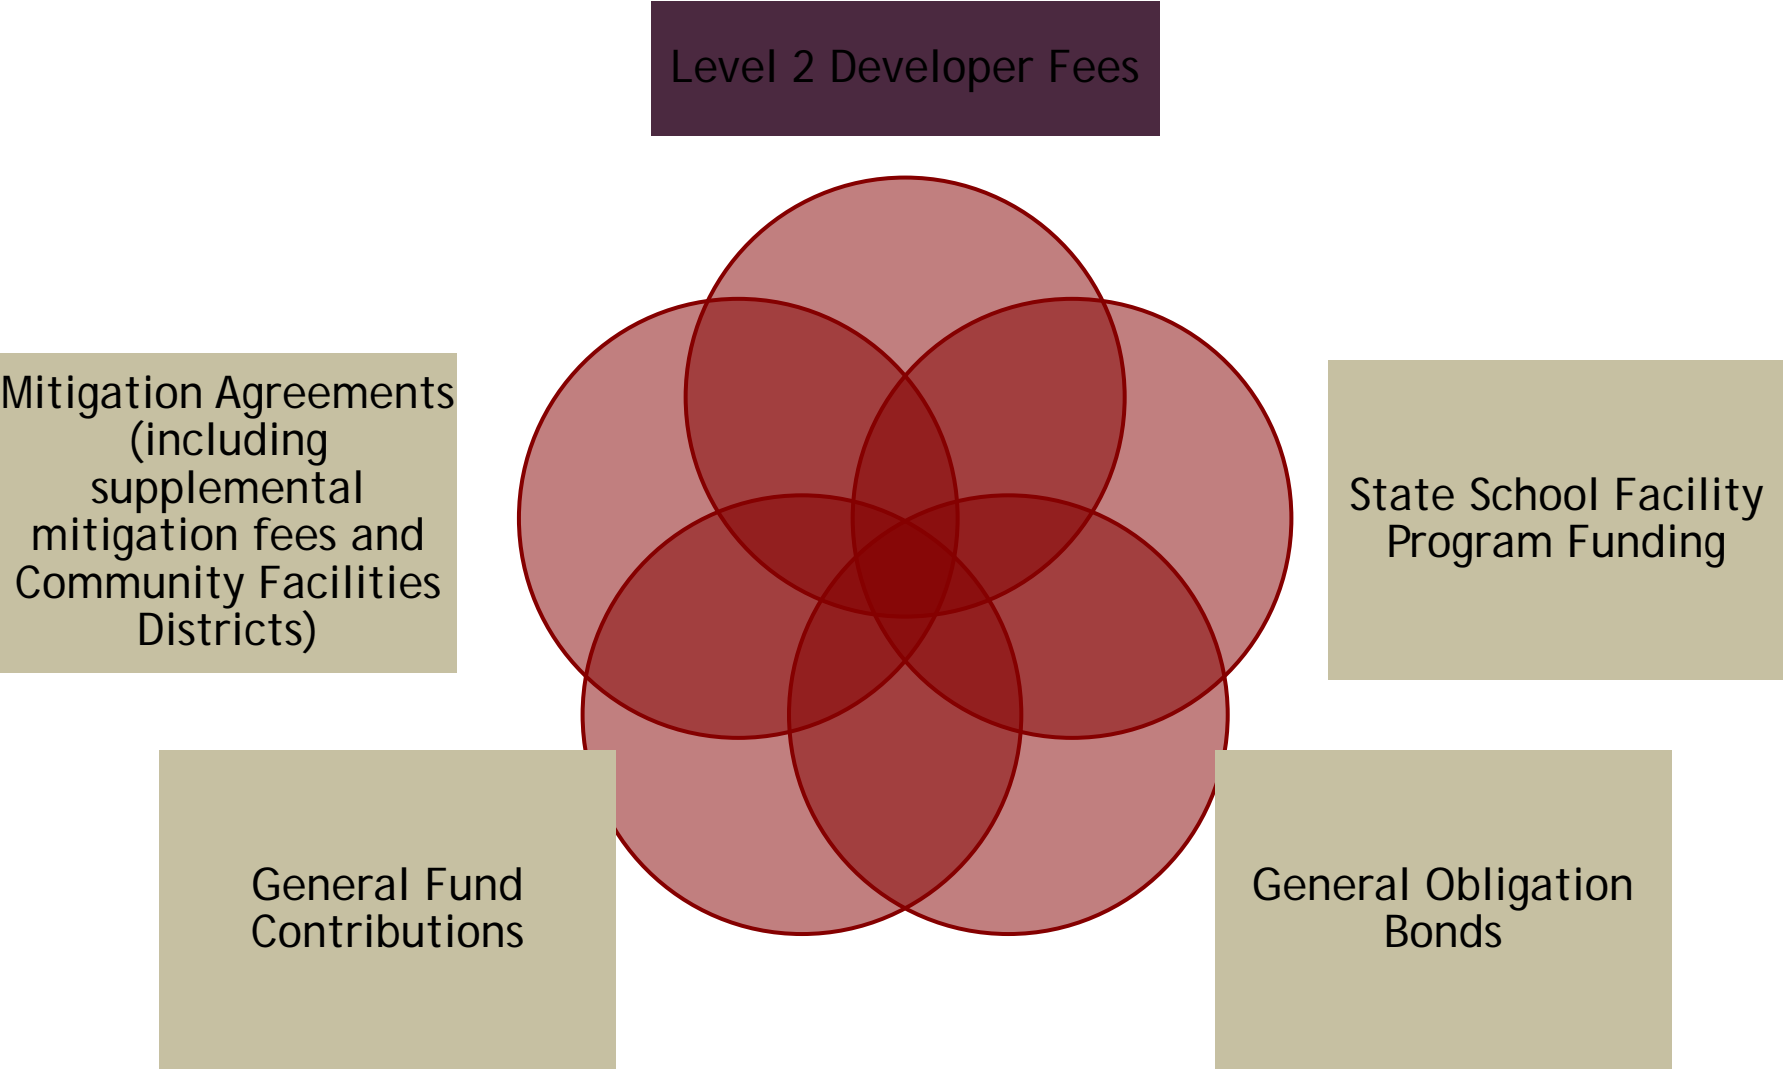 Level 2 Developer Fees
Mitigation Agreements
(including
supplemental
mitigation fees and
Community Facilities
Districts)
State School Facility
Program Funding
General Fund
Contributions
General Obligation
Bonds